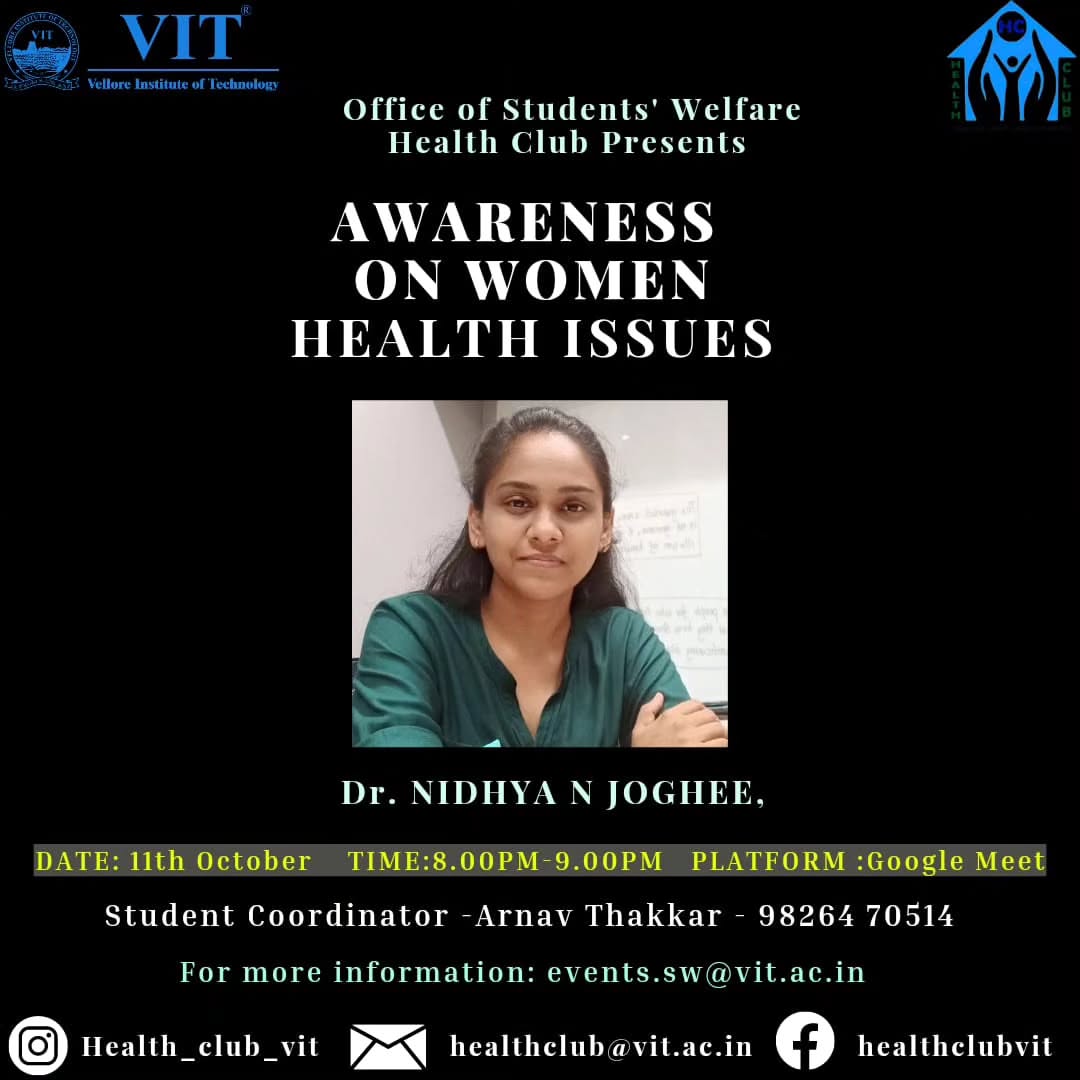 VIT
VIT®
Vellore Institute of Technology
HC
HEALTH
CLUB
Office of Students' Welfare
Health Club Presents
AWARENESS
ON WOMEN
HEALTH ISSUES
Dr. NIDHYA N JOGHEE,
DATE: 11th October TIME:8.00PM-9.00PM PLATFORM :Google Meet
Student Coordinator -Arnav Thakkar - 98264 70514
For more information: events.sw@vit.ac.in
Health_club_vit healthclub@vit.ac.in healthclubvit